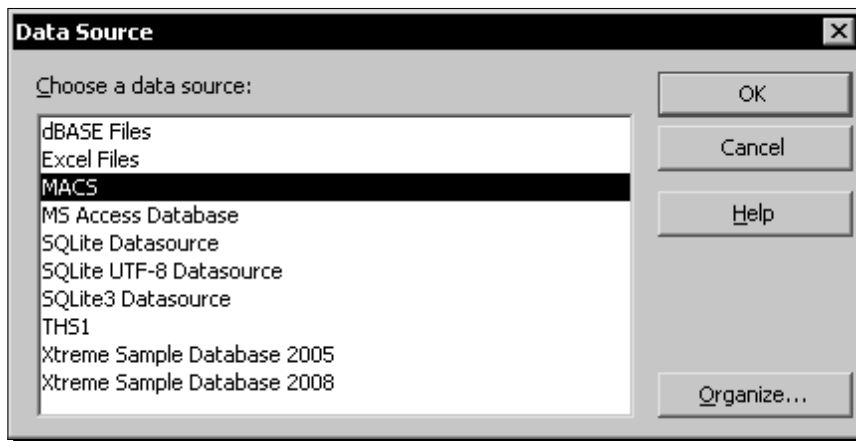 Data Source
Choose a data source:
dBASE Files
Excel Files
MACS
MS Access Database
SQLite Datasource
SQLite UTF-8 Datasource
SQLite3 Datasource
THS1
Xtreme Sample Database 2005
Xtreme Sample Database 2008
OK
Cancel
Help
Organize...